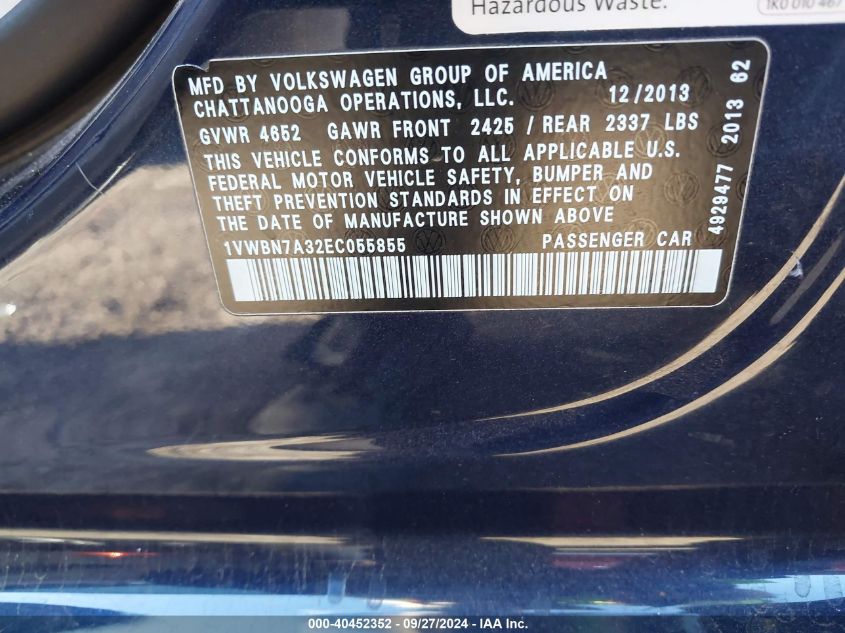 Hazardous Waste.
1K0 010 467
MFD BY VOLKSWAGEN GROUP OF AMERICA
CHATTANOOGA OPERATIONS, LLC. 12/2013
GVWR 4652 GAWR FRONT 2425 / REAR 2337 LBS
THIS VEHICLE CONFORMS TO ALL APPLICABLE U.S.
FEDERAL MOTOR VEHICLE SAFETY, BUMPER AND
THEFT PREVENTION STANDARDS IN EFFECT ON
THE DATE OF MANUFACTURE SHOWN ABOVE
1VWBN7A32EC055855 PASSENGER CAR
4929477 2013 62
000-40452352 - 09/27/2024 - IAA Inc.